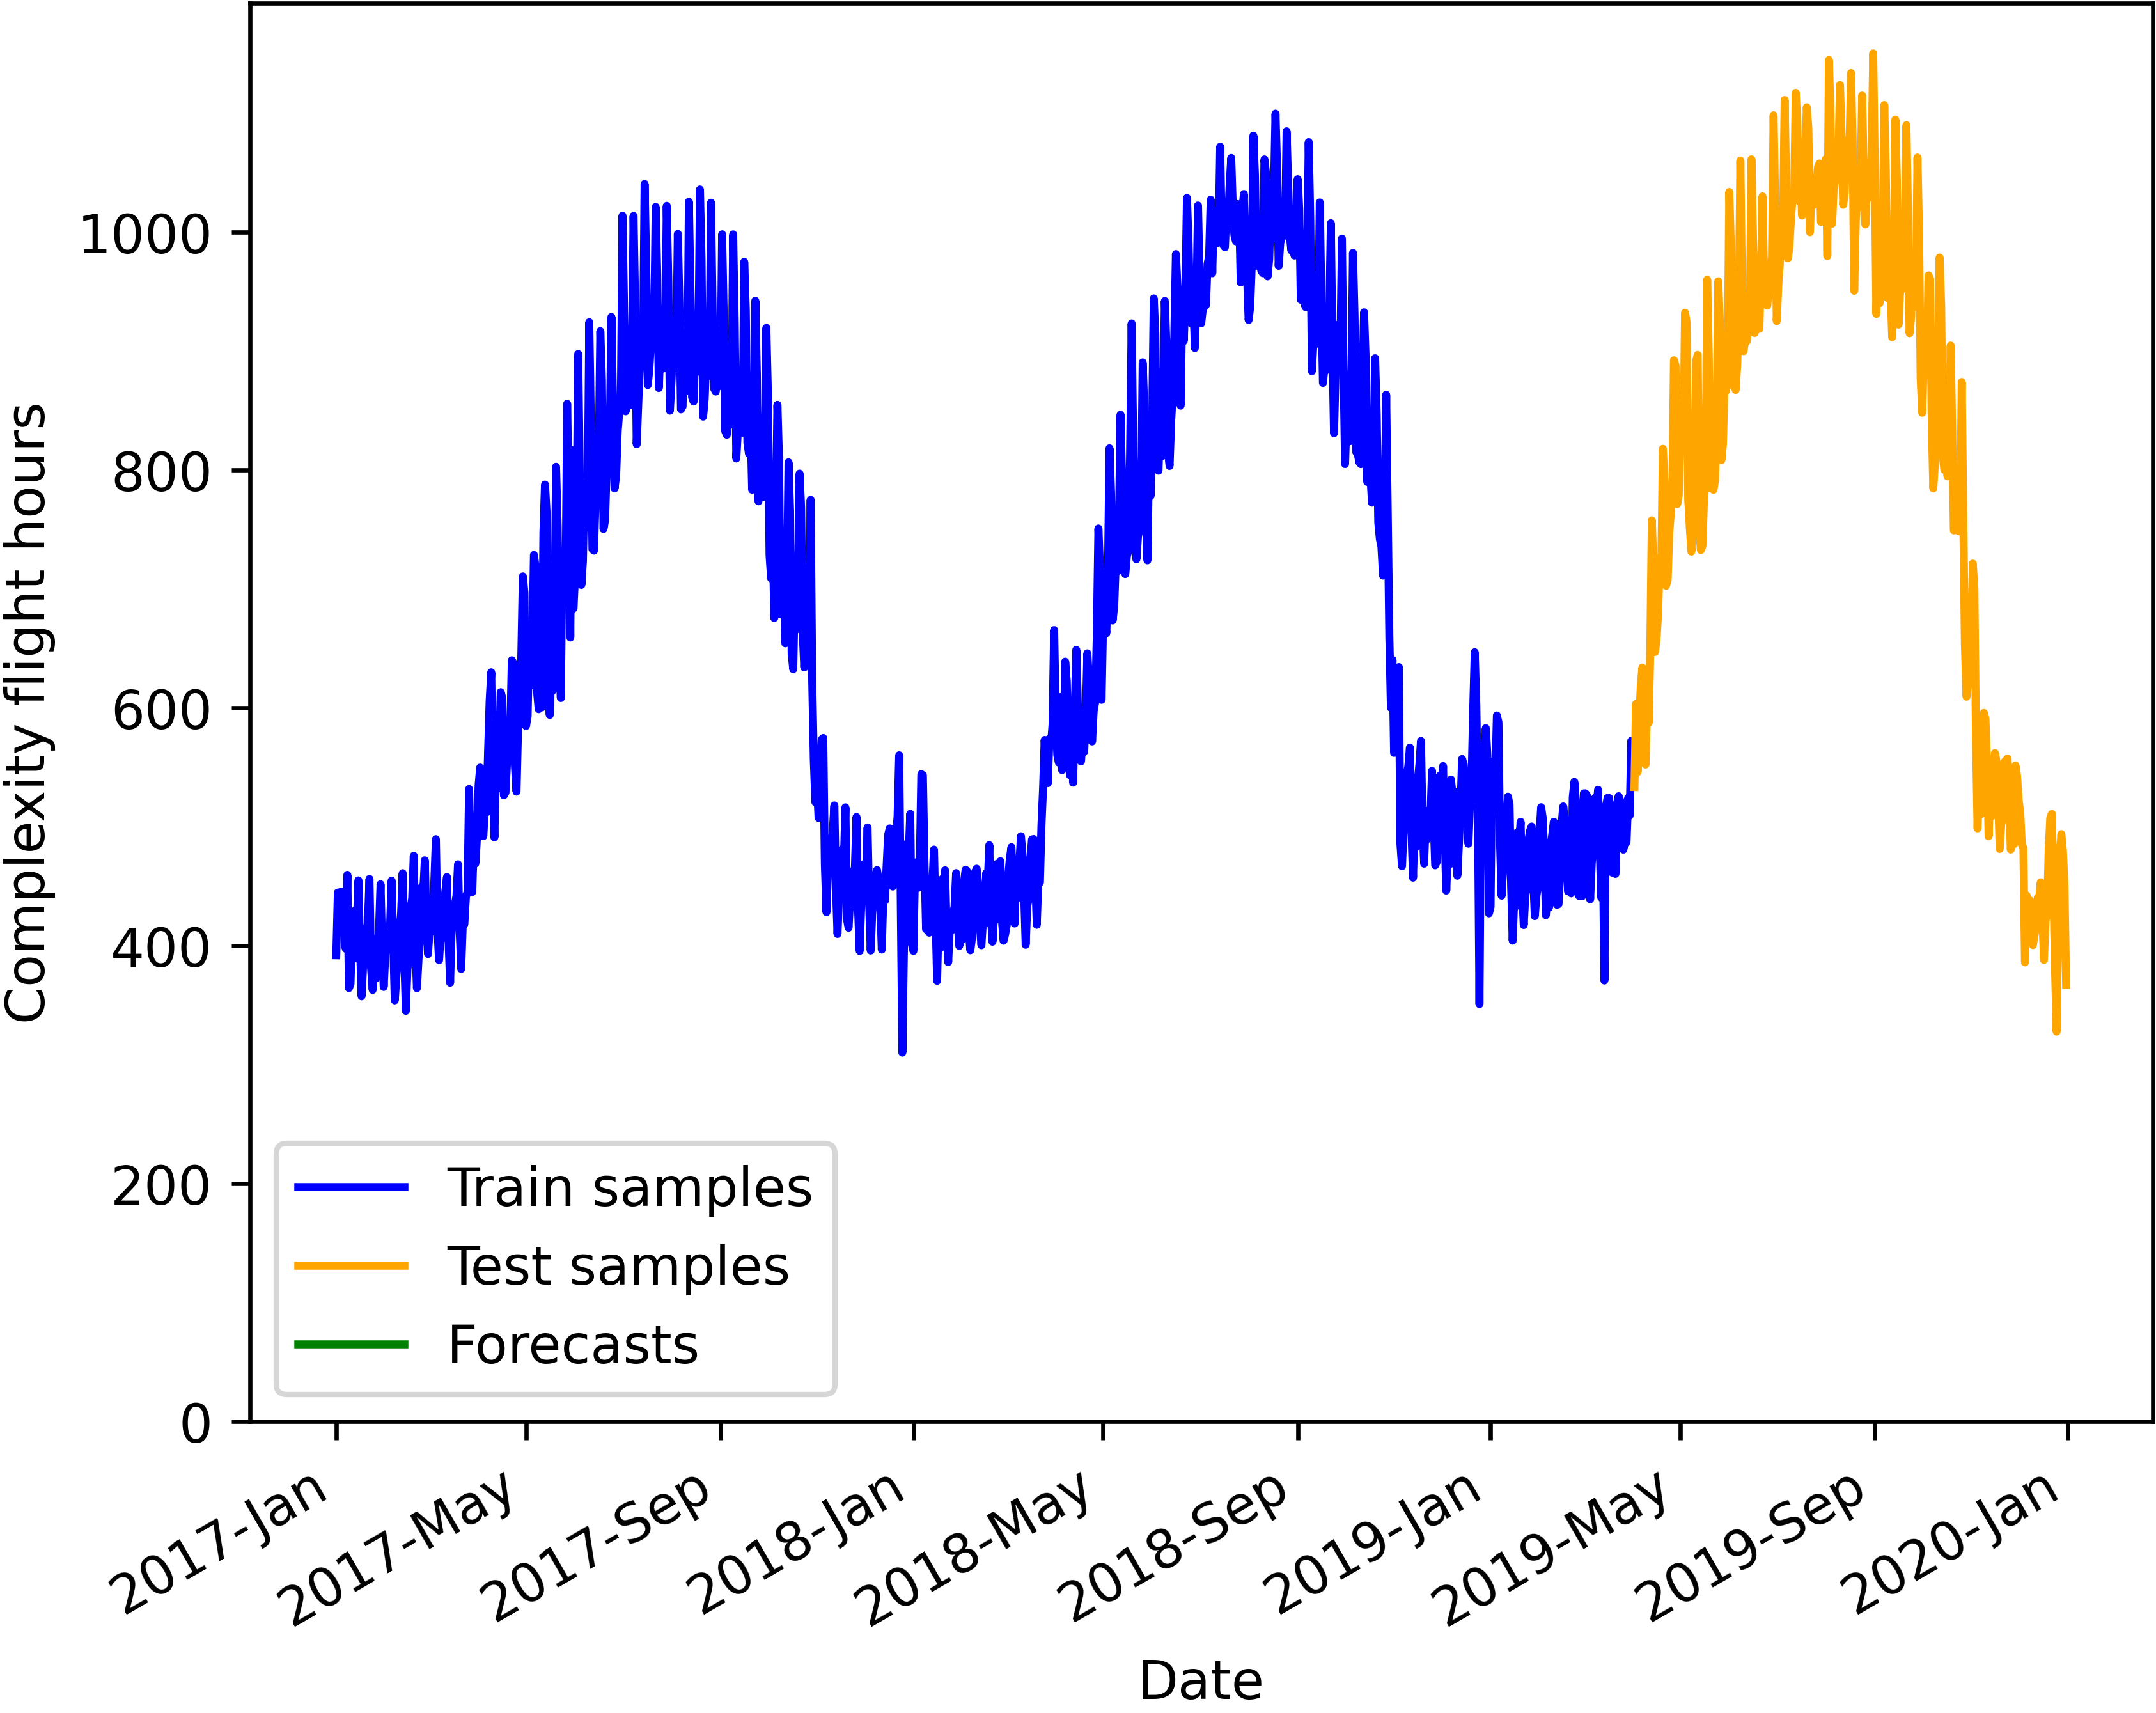 Complexity flight hours
1000
800
600
400
200
0
Train samples
Test samples
Forecasts
2017-Jan
2017-May
2017-Sep
2018-Jan
2018-May
2018-Sep
2019-Jan
2019-May
2019-Sep
2020-Jan
Date